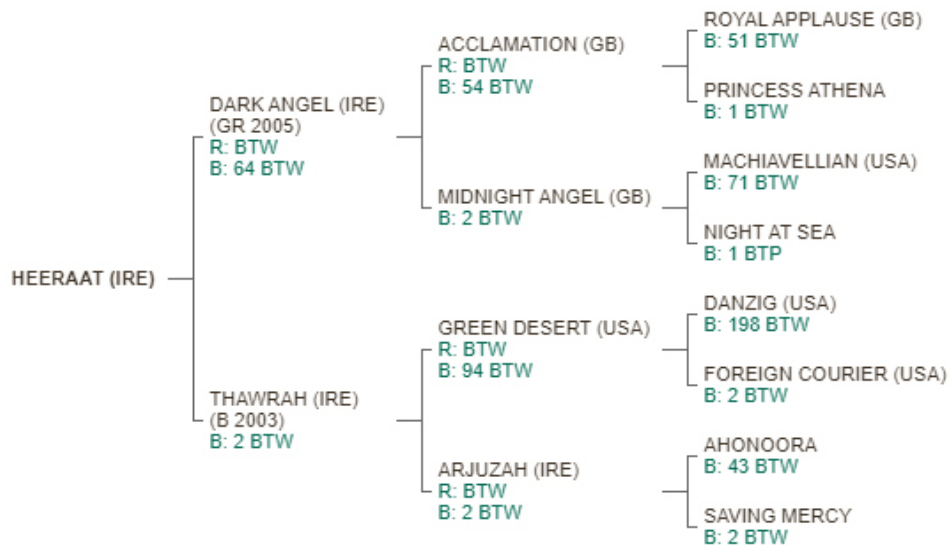 HEERAAT (IRE)
DARK ANGEL (IRE)
(GR 2005)
R: BTW
B: 64 BTW
THAWRAH (IRE)
(B 2003)
B: 2 BTW
ACCLAMATION (GB)
R: BTW
B: 54 BTW
MIDNIGHT ANGEL (GB)
B: 2 BTW
GREEN DESERT (USA)
R: BTW
B: 94 BTW
ARJUZAH (IRE)
R: BTW
B: 2 BTW
ROYAL APPLAUSE (GB)
B: 51 BTW
PRINCESS ATHENA
B: 1 BTW
MACHIAVELLIAN (USA)
B: 71 BTW
NIGHT AT SEA
B: 1 BTP
DANZIG (USA)
B: 198 BTW
FOREIGN COURIER (USA)
B: 2 BTW
AHONOORA
B: 43 BTW
SAVING MERCY
B: 2 BTW